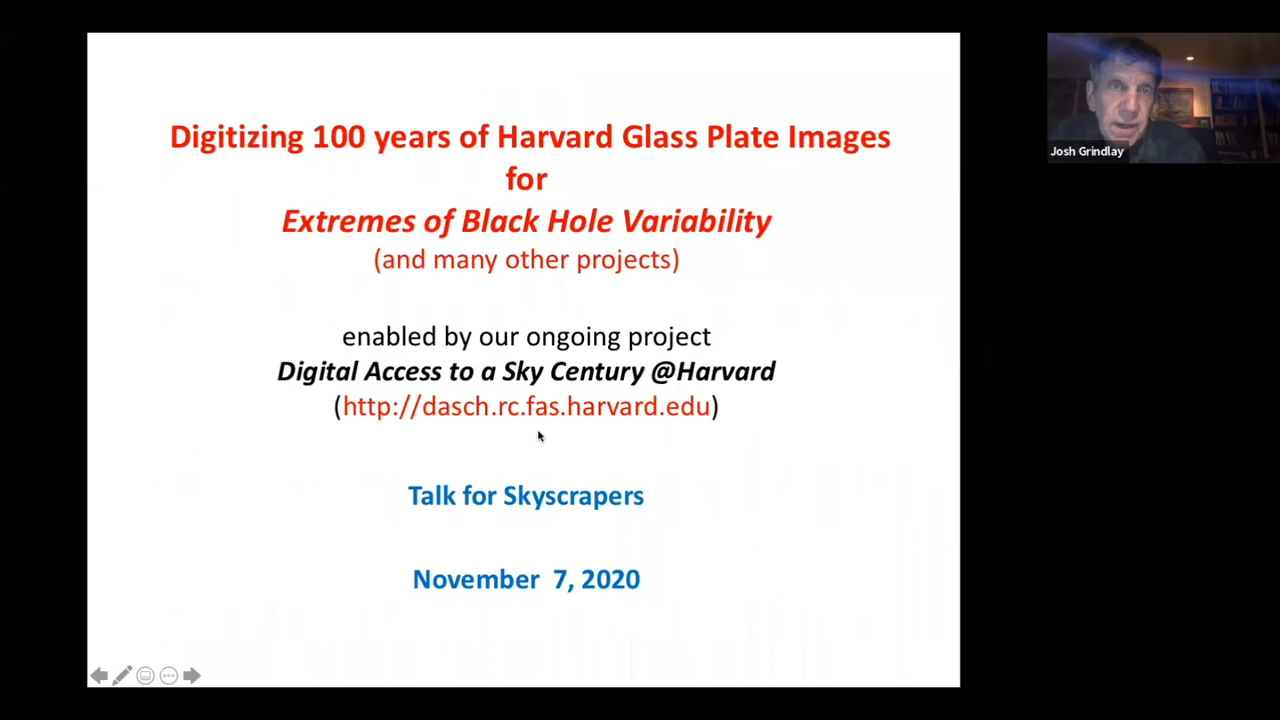 Digitizing 100 years of Harvard Glass Plate Images
for
Extremes of Black Hole Variability
(and many other projects)
enabled by our ongoing project
Digital Access to a Sky Century @Harvard
(http://dasch.rc.fas.harvard.edu)
Talk for Skyscrapers
November 7, 2020
Josh Grindlay